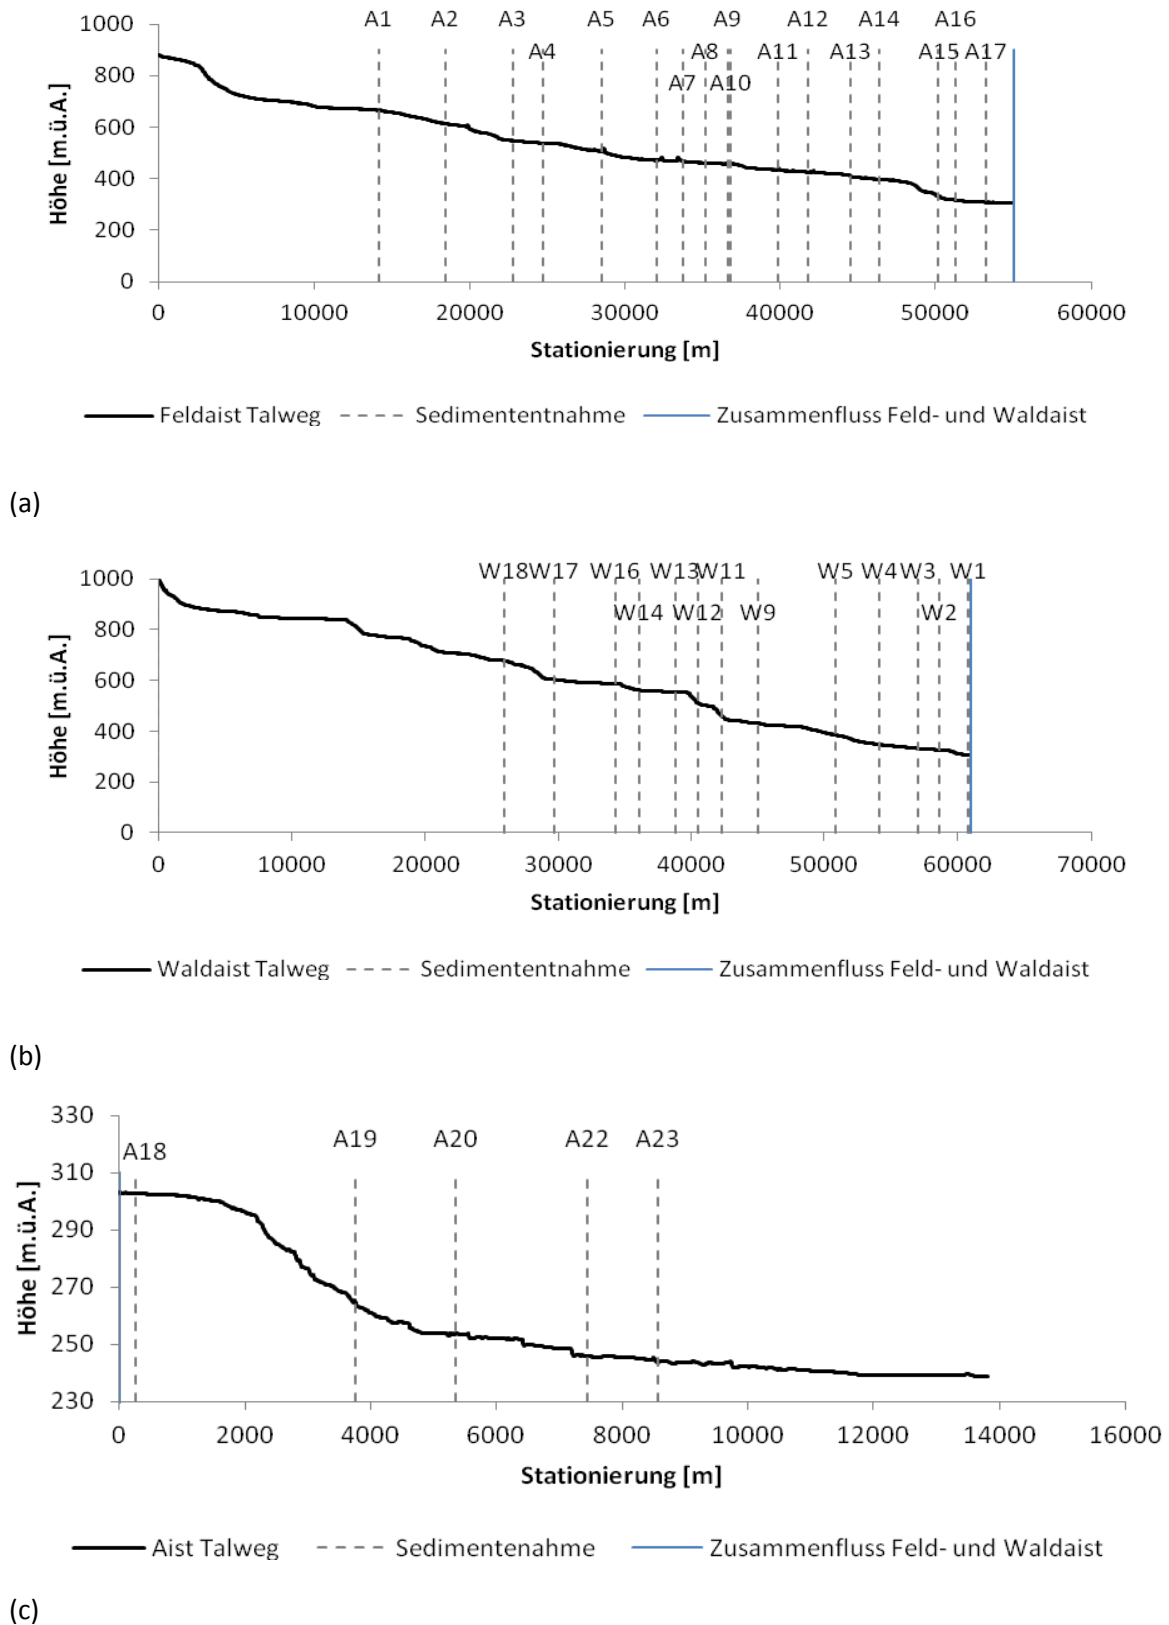 A1 A2 A3 A5 A6 A9 A12 A14 A16
A4 A8 A11 A13 A15 A17
A7 A10
1000
800
600
400
200
0
Höhe [m.ü.A.]
0 10000 20000 30000 40000 50000 60000
Stationierung [m]
Feldaist Talweg Sedimententnahme Zusammenfluss Feld- und Waldaist
(a)
W18 W17 W16 W13 W11 W5 W4 W3 W1
W14 W12 W9 W2
1000
800
600
400
200
0
Höhe [m.ü.A.]
0 10000 20000 30000 40000 50000 60000 70000
Stationierung [m]
Waldaist Talweg Sedimententnahme Zusammenfluss Feld- und Waldaist
(b)
A18 A19 A20 A22 A23
330
310
290
270
250
230
Höhe [m.ü.A.]
0 2000 4000 6000 8000 10000 12000 14000 16000
Stationierung [m]
Aist Talweg Sedimentenahme Zusammenfluss Feld- und Waldaist
(c)